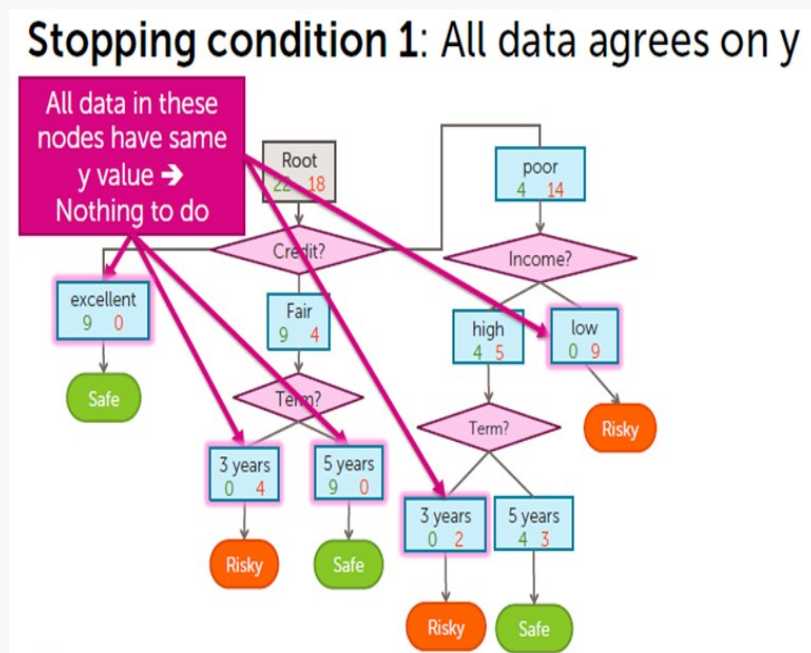 Stopping condition 1: All data agrees on y
All data in these
nodes have same
y value ➔
Nothing to do
Root
22 18
poor
4 14
Credit?
Income?
excellent
9 0
Fair
9 4
high
4 5
low
0 9
Safe
Term?
Term?
Risky
3 years
0 4
5 years
9 0
3 years
0 2
5 years
4 3
Risky
Safe
Risky
Safe